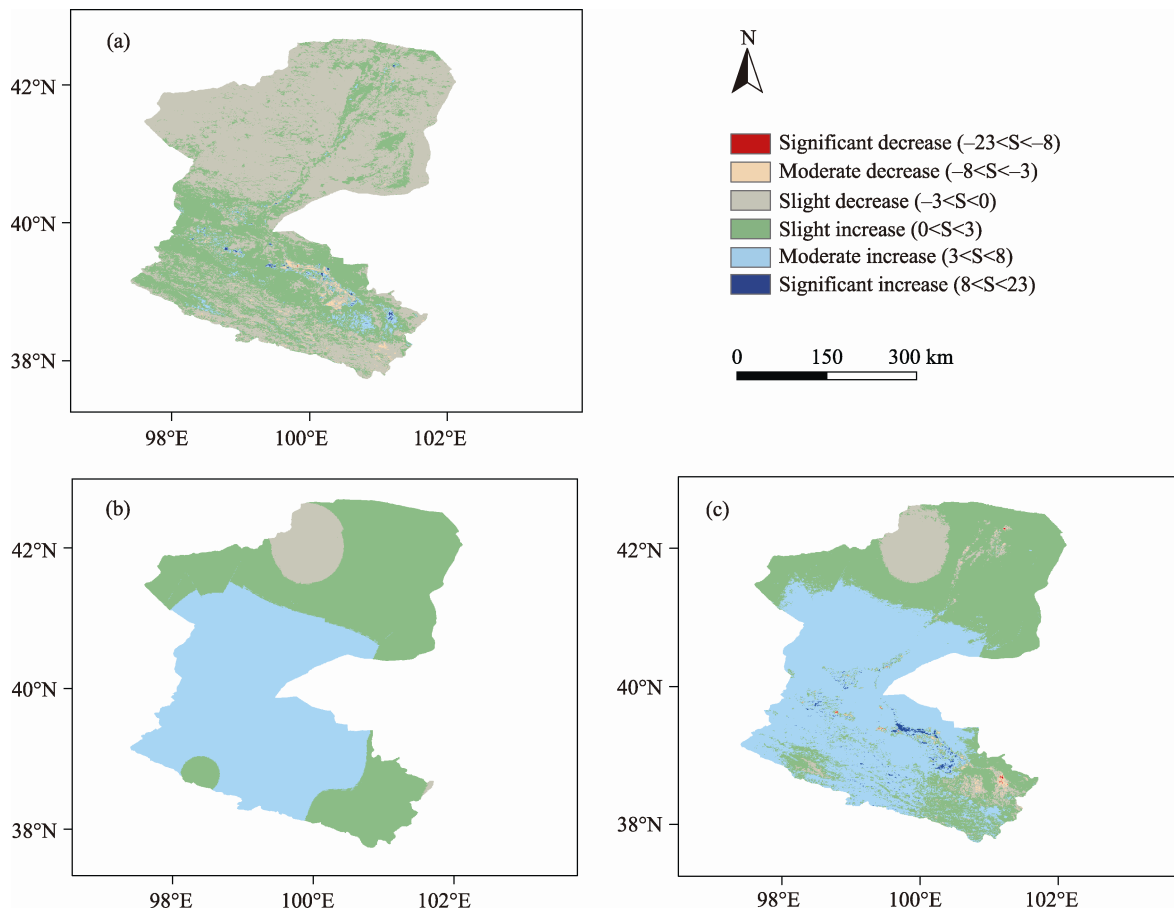 (a)
42°N
40°N
38°N
98°E 100°E 102°E
N
Significant decrease (–23<S<–8)
Moderate decrease (–8<S<–3)
Slight decrease (–3<S<0)
Slight increase (0<S<3)
Moderate increase (3<S<8)
Significant increase (8<S<23)
0 150 300 km
(b)
42°N
40°N
38°N
98°E 100°E 102°E
(c)
42°N
40°N
38°N
98°E 100°E 102°E